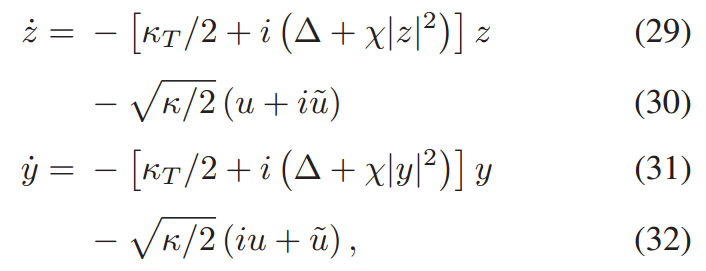 ż = − [κ_T/2 + i (Δ + χ|z|²)] z (29)
− √(κ/2) (u + iũ) (30)
ẏ = − [κ_T/2 + i (Δ + χ|y|²)] y (31)
− √(κ/2) (iu + ũ) , (32)